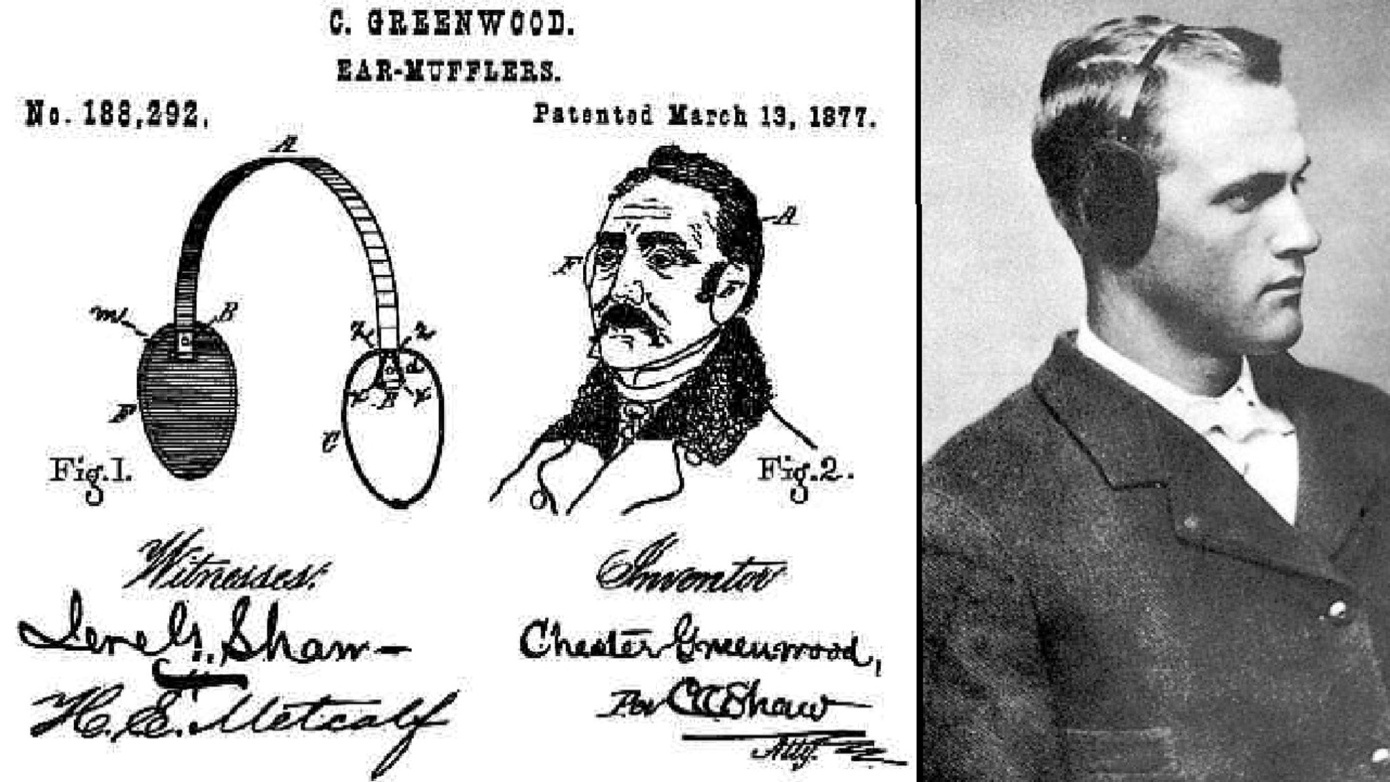 C. GREENWOOD.
EAR-MUFFLERS.
No. 188,292.
Patented March 13, 1877.
A
m
B
F
C
z
z
d
x
B
x
Fig. 1.
A
F
F
Fig. 2.
Witnesses:
Shaw
H. E. Metcalf
Inventor
Chester Greenwood,
Per C C Shaw
Atty.